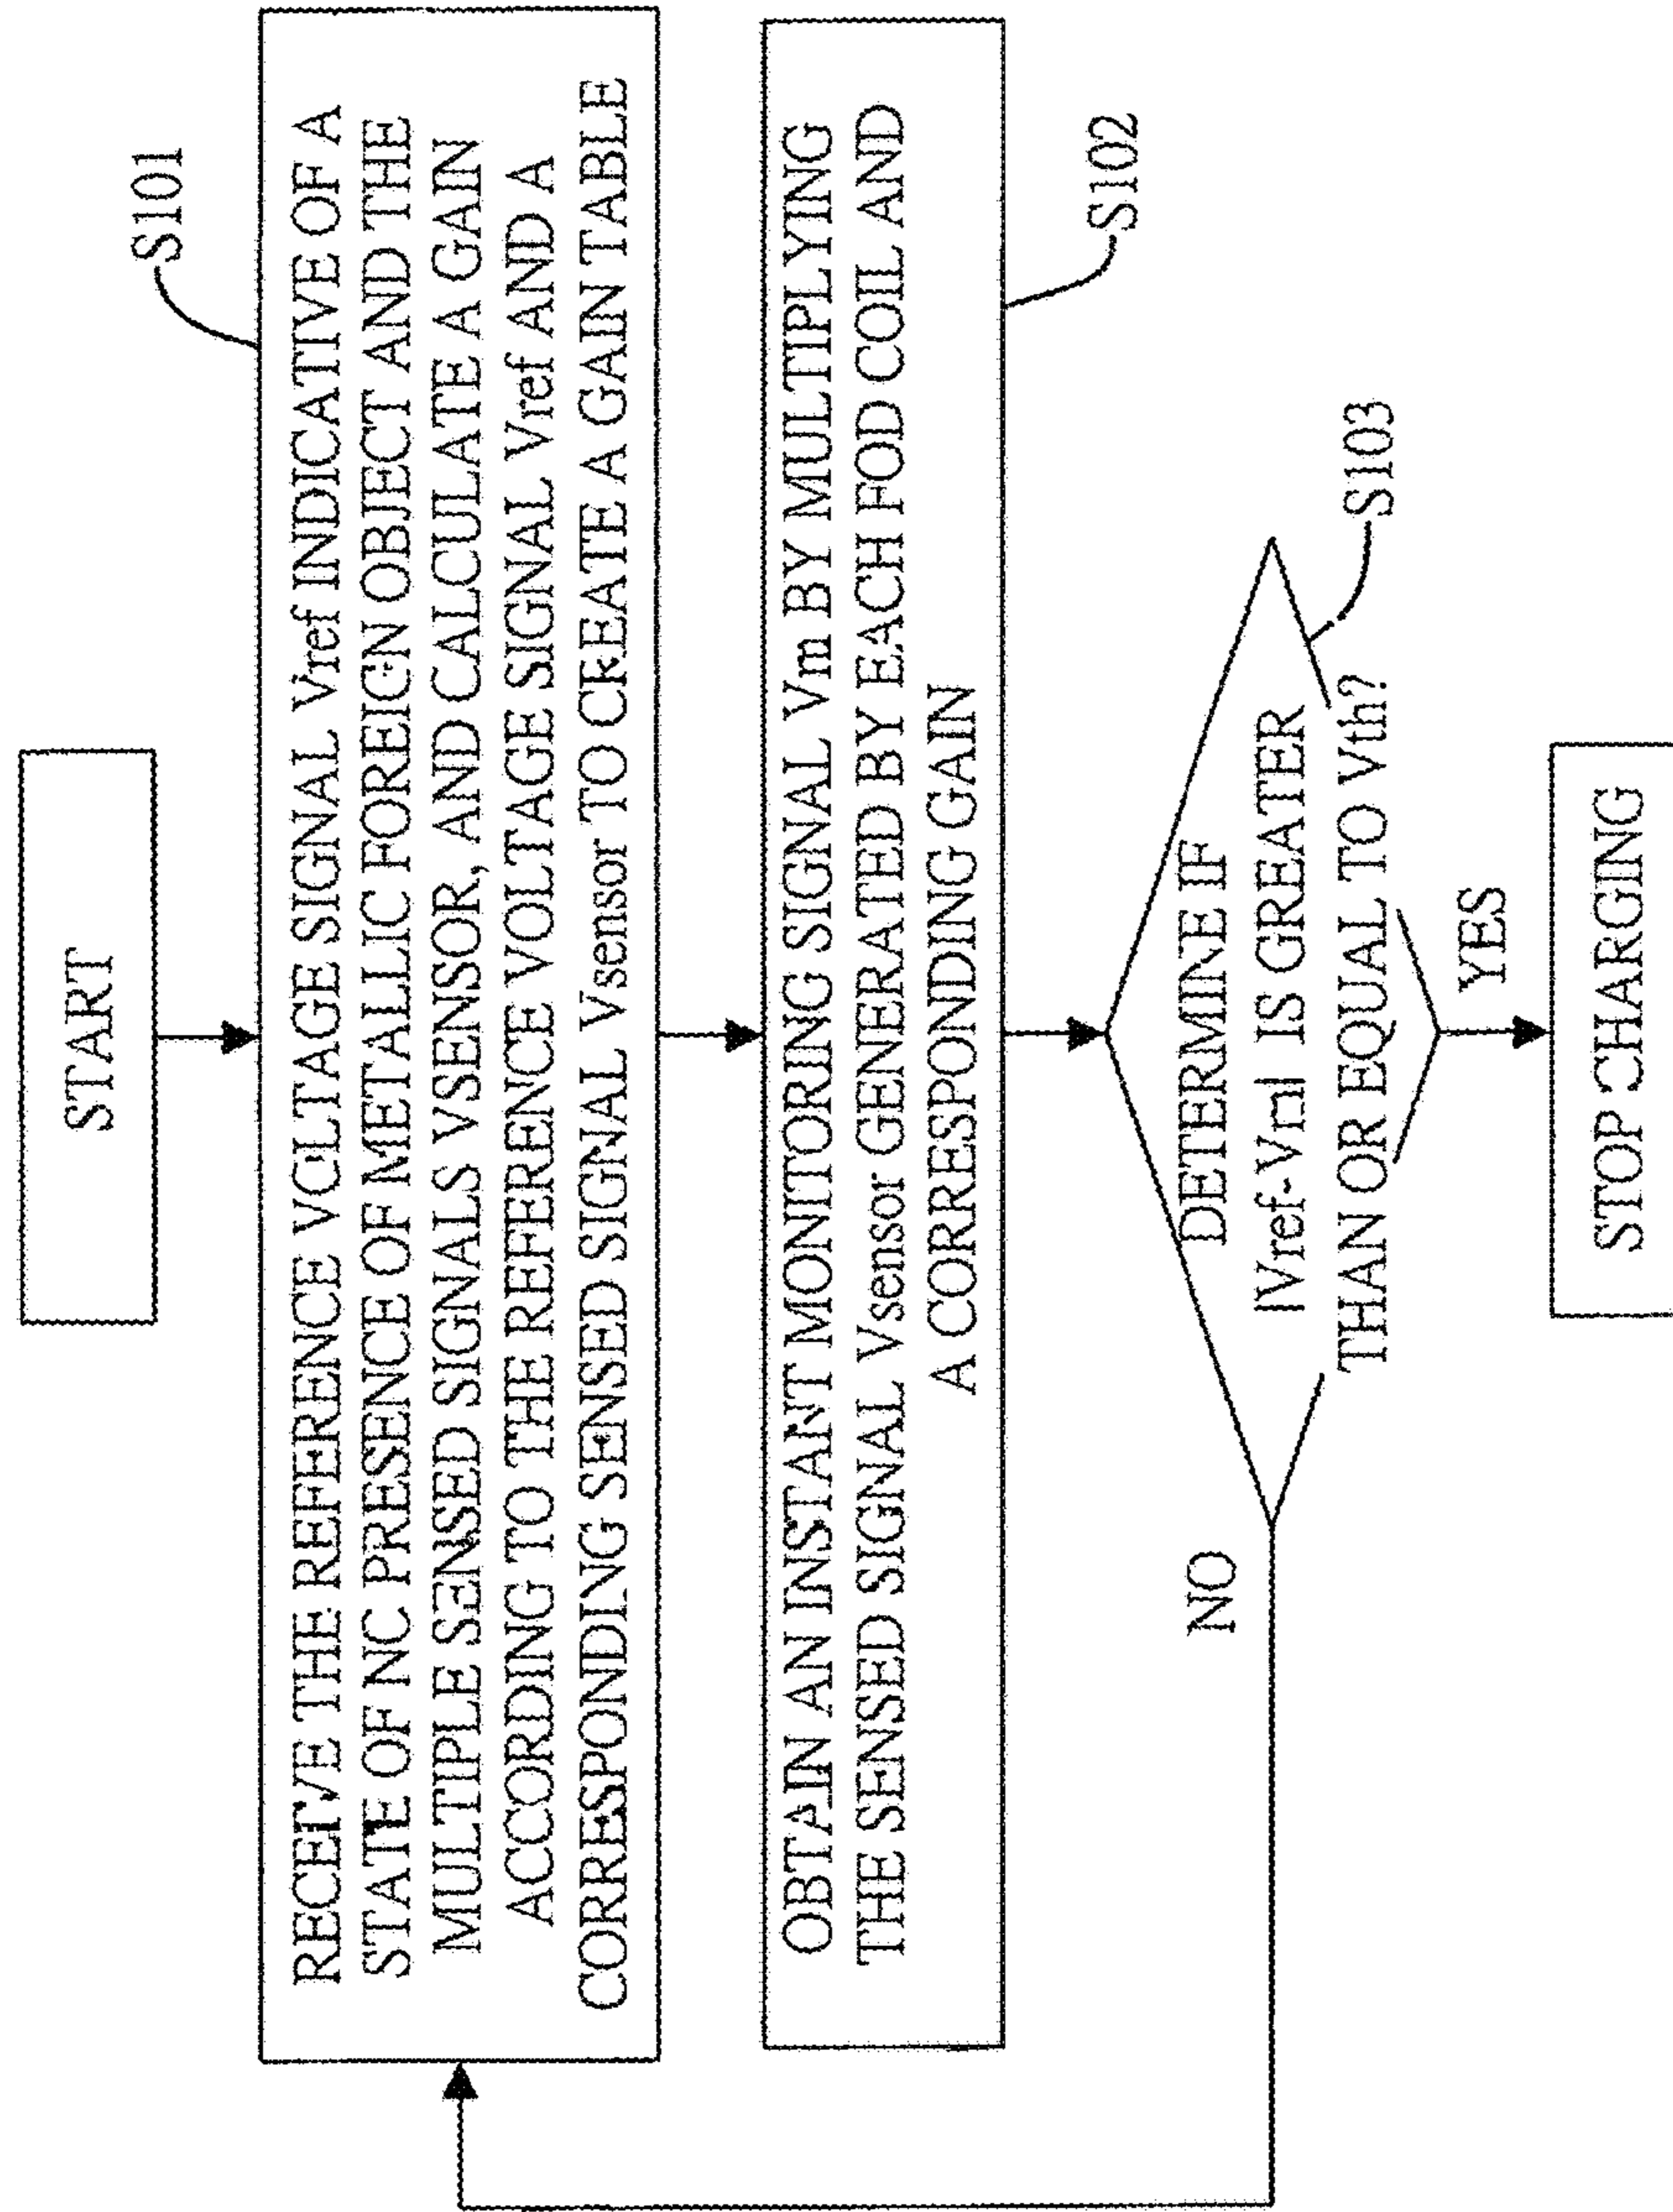 START
RECEIVE THE REFERENCE VOLTAGE SIGNAL Vref INDICATIVE OF A
STATE OF NC PRESENCE OF METALLIC FOREIGN OBJECT AND THE
MULTIPLE SENSED SIGNALS VSENSOR, AND CALCULATE A GAIN
ACCORDING TO THE REFERENCE VOLTAGE SIGNAL Vref AND A
CORRESPONDING SENSED SIGNAL Vsensor TO CREATE A GAIN TABLE
S101
OBTAIN AN INSTANT MONITORING SIGNAL Vm BY MULTIPLYING
THE SENSED SIGNAL Vsensor GENERATED BY EACH FOD COIL AND
A CORRESPONDING GAIN
S102
DETERMINE IF
|Vref-Vm| IS GREATER
THAN OR EQUAL TO Vth?
S103
NO
YES
STOP CHARGING